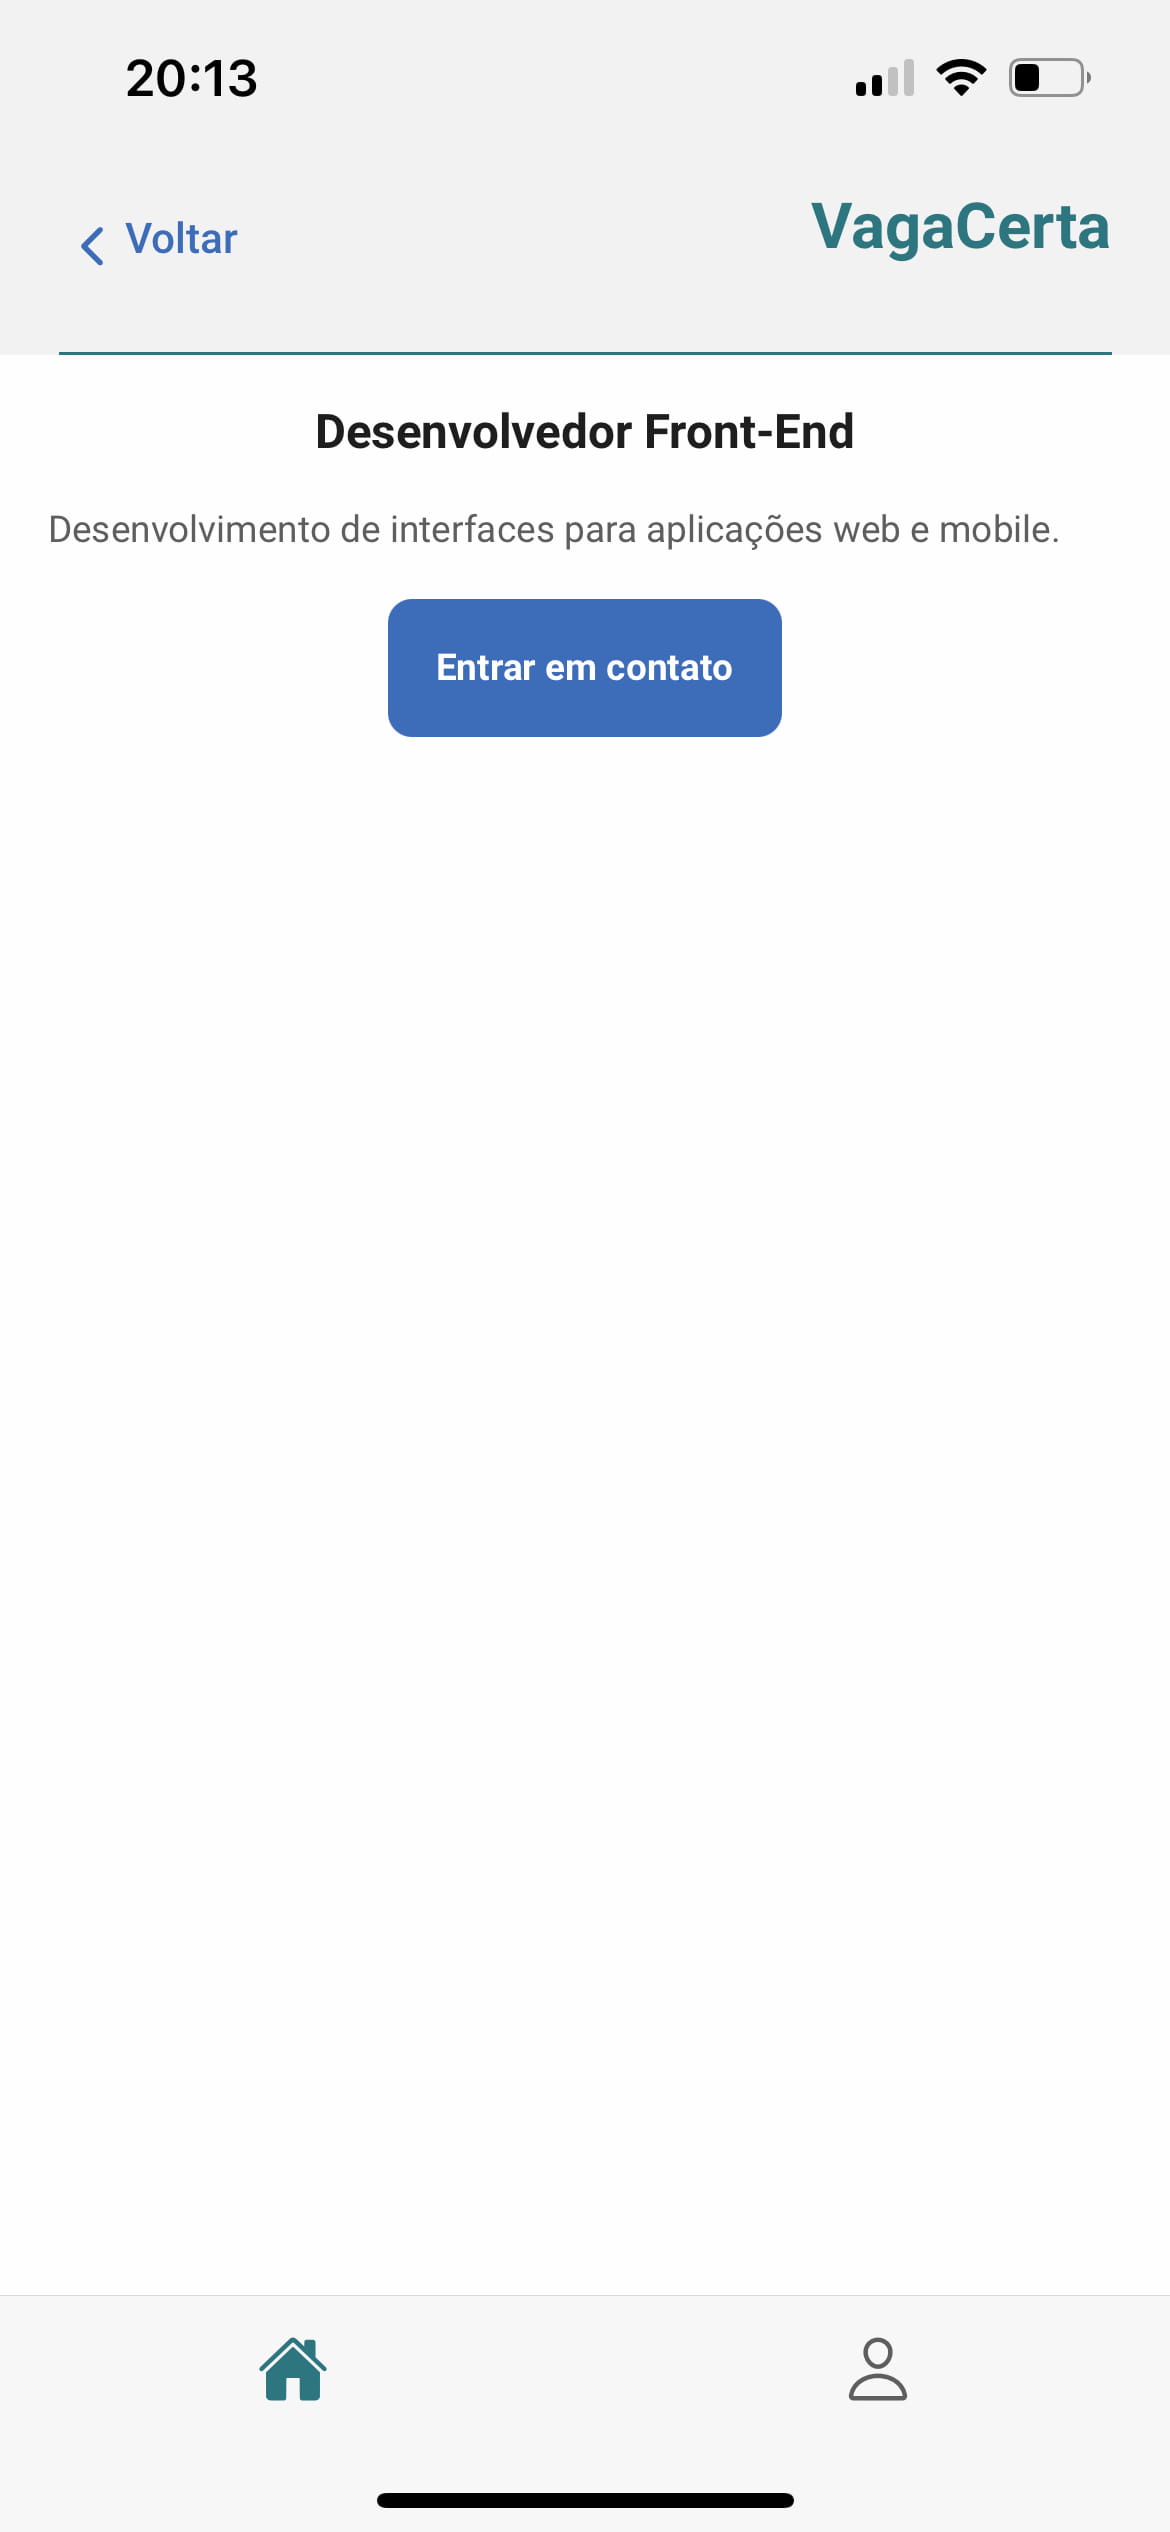 20:13
Voltar
VagaCerta
Desenvolvedor Front-End
Desenvolvimento de interfaces para aplicações web e mobile.
Entrar em contato